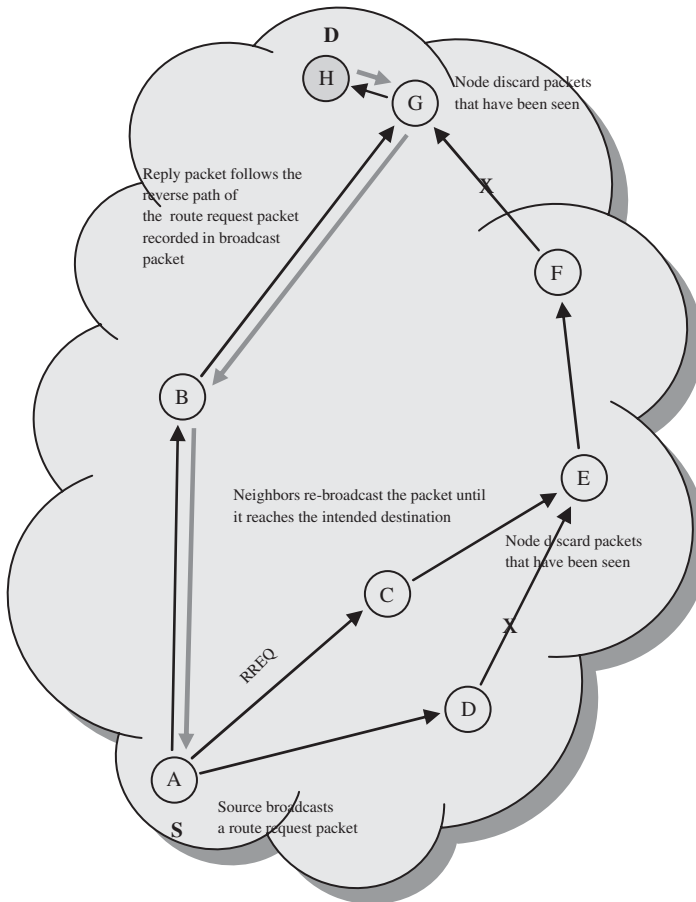 D
H
G
Node discard packets
that have been seen
Reply packet follows the
reverse path of
the route request packet
recorded in broadcast
packet
X
F
B
E
Neighbors re-broadcast the packet until
it reaches the intended destination
Node discard packets
that have been seen
C
X
RREQ
D
A
Source broadcasts
a route request packet
S